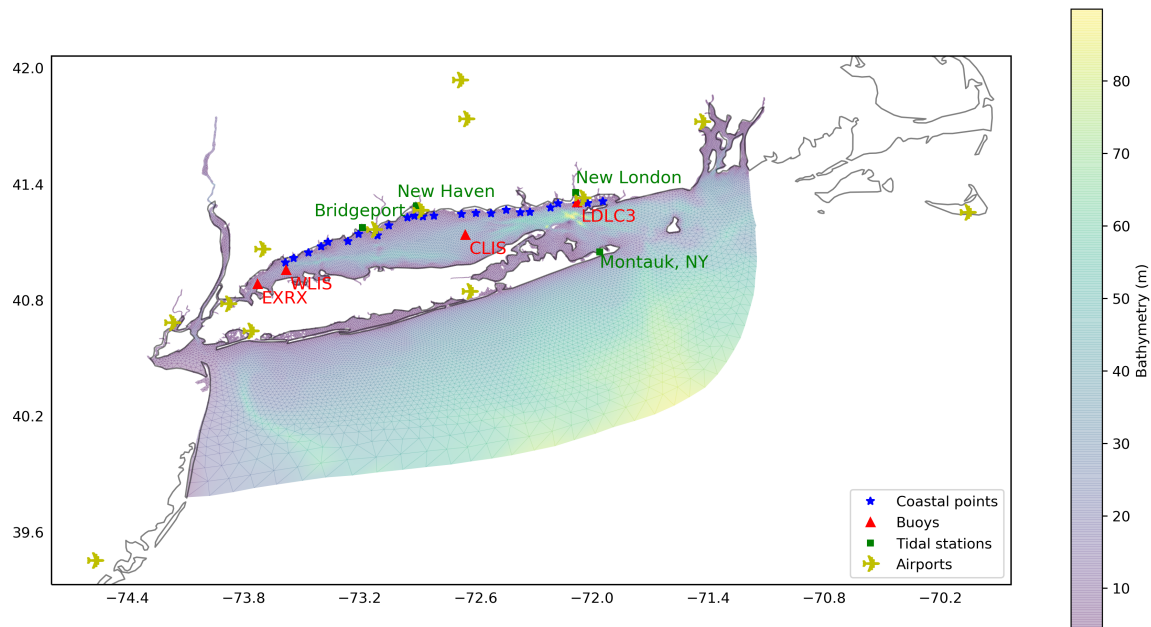 42.0
41.4
40.8
40.2
39.6
−74.4
−73.8
−73.2
−72.6
−72.0
−71.4
−70.8
−70.2
New London
New Haven
Bridgeport
LDLC3
CLIS
Montauk, NY
WLIS
EXRX
Coastal points
Buoys
Tidal stations
Airports
80
70
60
50
40
30
20
10
Bathymetry (m)